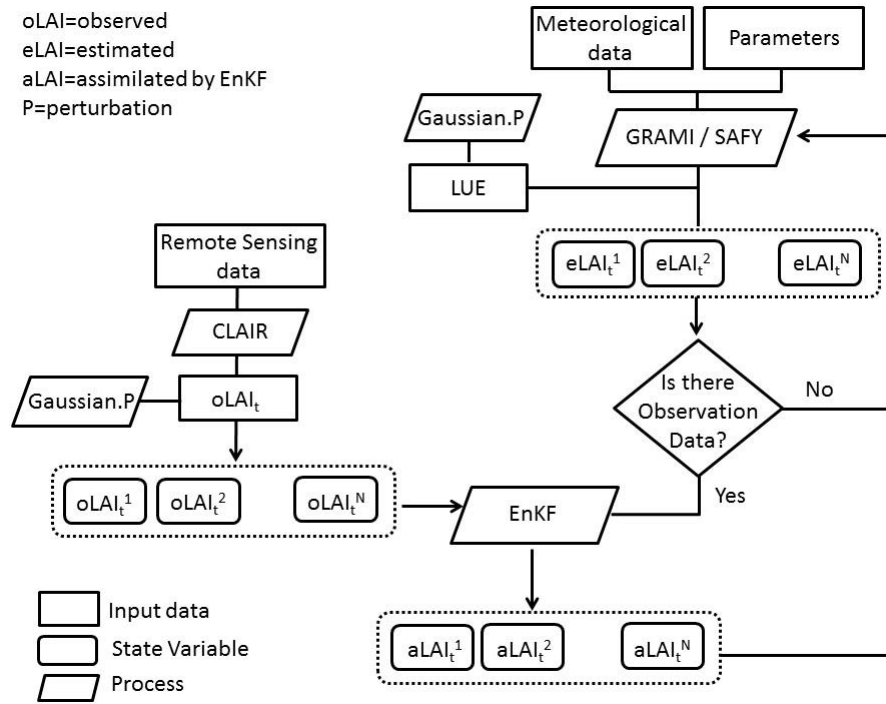 oLAI=observed
eLAI=estimated
aLAI=assimilated by EnKF
P=perturbation
Meteorological
data
Parameters
Gaussian.P
GRAMI / SAFY
LUE
Remote Sensing
data
eLAIₜ¹ eLAIₜ² eLAIₜᴺ
CLAIR
Gaussian.P
oLAIₜ
Is there
Observation
Data?
No
Yes
oLAIₜ¹ oLAIₜ² oLAIₜᴺ
EnKF
aLAIₜ¹ aLAIₜ² aLAIₜᴺ
Input data
State Variable
Process